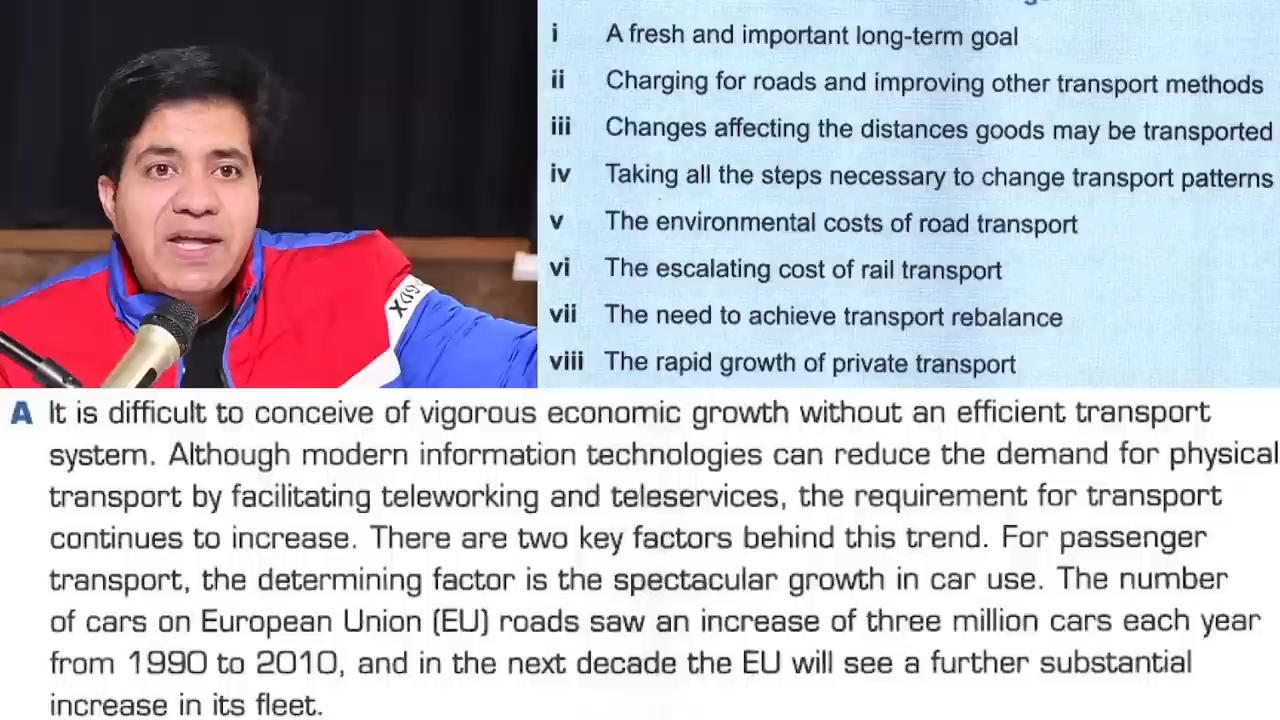 i A fresh and important long-term goal
ii Charging for roads and improving other transport methods
iii Changes affecting the distances goods may be transported
iv Taking all the steps necessary to change transport patterns
v The environmental costs of road transport
vi The escalating cost of rail transport
vii The need to achieve transport rebalance
viii The rapid growth of private transport
A It is difficult to conceive of vigorous economic growth without an efficient transport
system. Although modern information technologies can reduce the demand for physical
transport by facilitating teleworking and teleservices, the requirement for transport
continues to increase. There are two key factors behind this trend. For passenger
transport, the determining factor is the spectacular growth in car use. The number
of cars on European Union (EU) roads saw an increase of three million cars each year
from 1990 to 2010, and in the next decade the EU will see a further substantial
increase in its fleet.